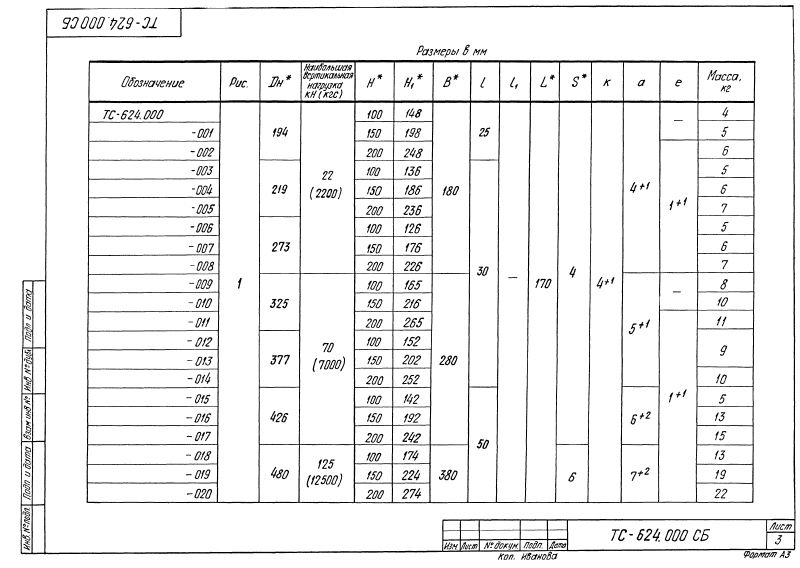 ТС-624.000 СБ
Размеры в мм
Обозначение Рис. Dн* Наибольшая вертикальная нагрузка кН (кгс) H* H₁* B* l l₁ L* S* к a e Масса, кг
ТС-624.000 1 194 22 (2200) 100 148 180 25 — 170 4 4+1 4+1 — 4
-001 150 198 5
-002 200 248 1+1 6
-003 219 100 136 30 5
-004 150 186 6
-005 200 236 7
-006 273 100 126 5
-007 150 176 6
-008 200 226 7
-009 325 70 (7000) 100 165 280 5+1 — 8
-010 150 216 10
-011 200 265 1+1 11
-012 377 100 152 9
-013 150 202
-014 200 252 10
-015 426 100 142 50 6+2 5
-016 150 192 13
-017 200 242 15
-018 480 125 (12500) 100 174 380 6 7+2 13
-019 150 224 19
-020 200 274 22
Инв. № подл. Подп и дата Взам инв № Инв. № дубл Подп и дата
Изм Лист № докум. Подп. Дата
ТС-624.000 СБ
Лист
3
Коп. Иванова
Формат А3